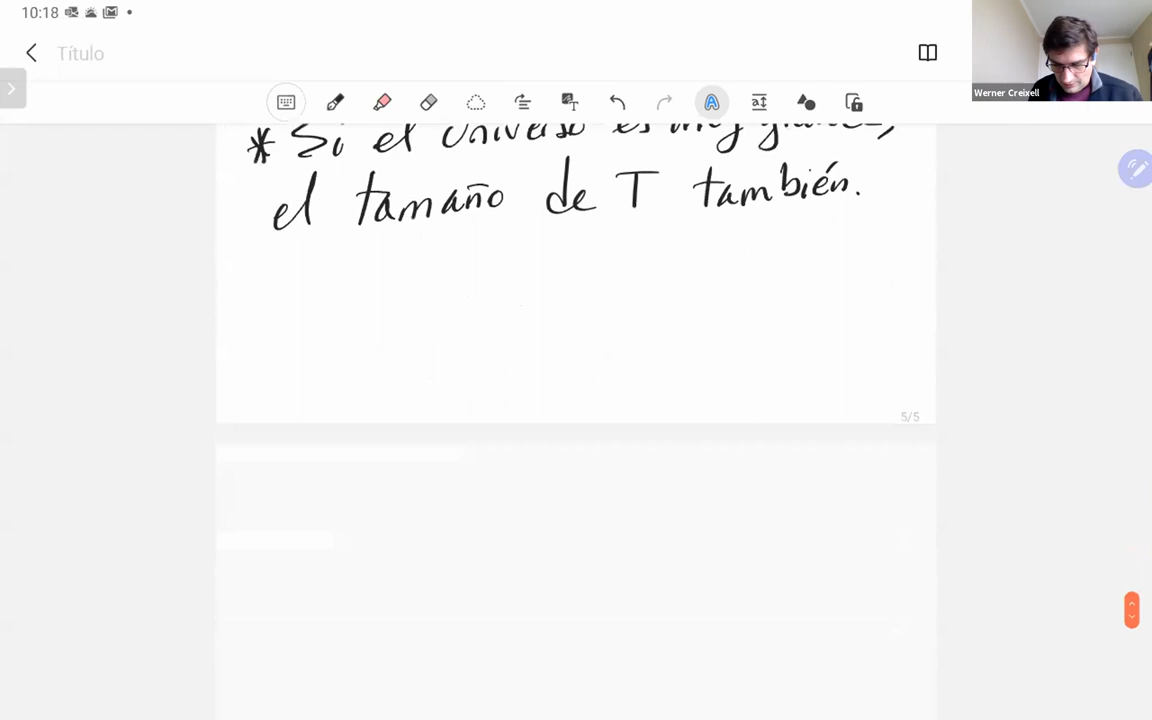 10:18
Título
Werner Creixell
* Si el universo es muy grande,
el tamaño de T también.
5/5